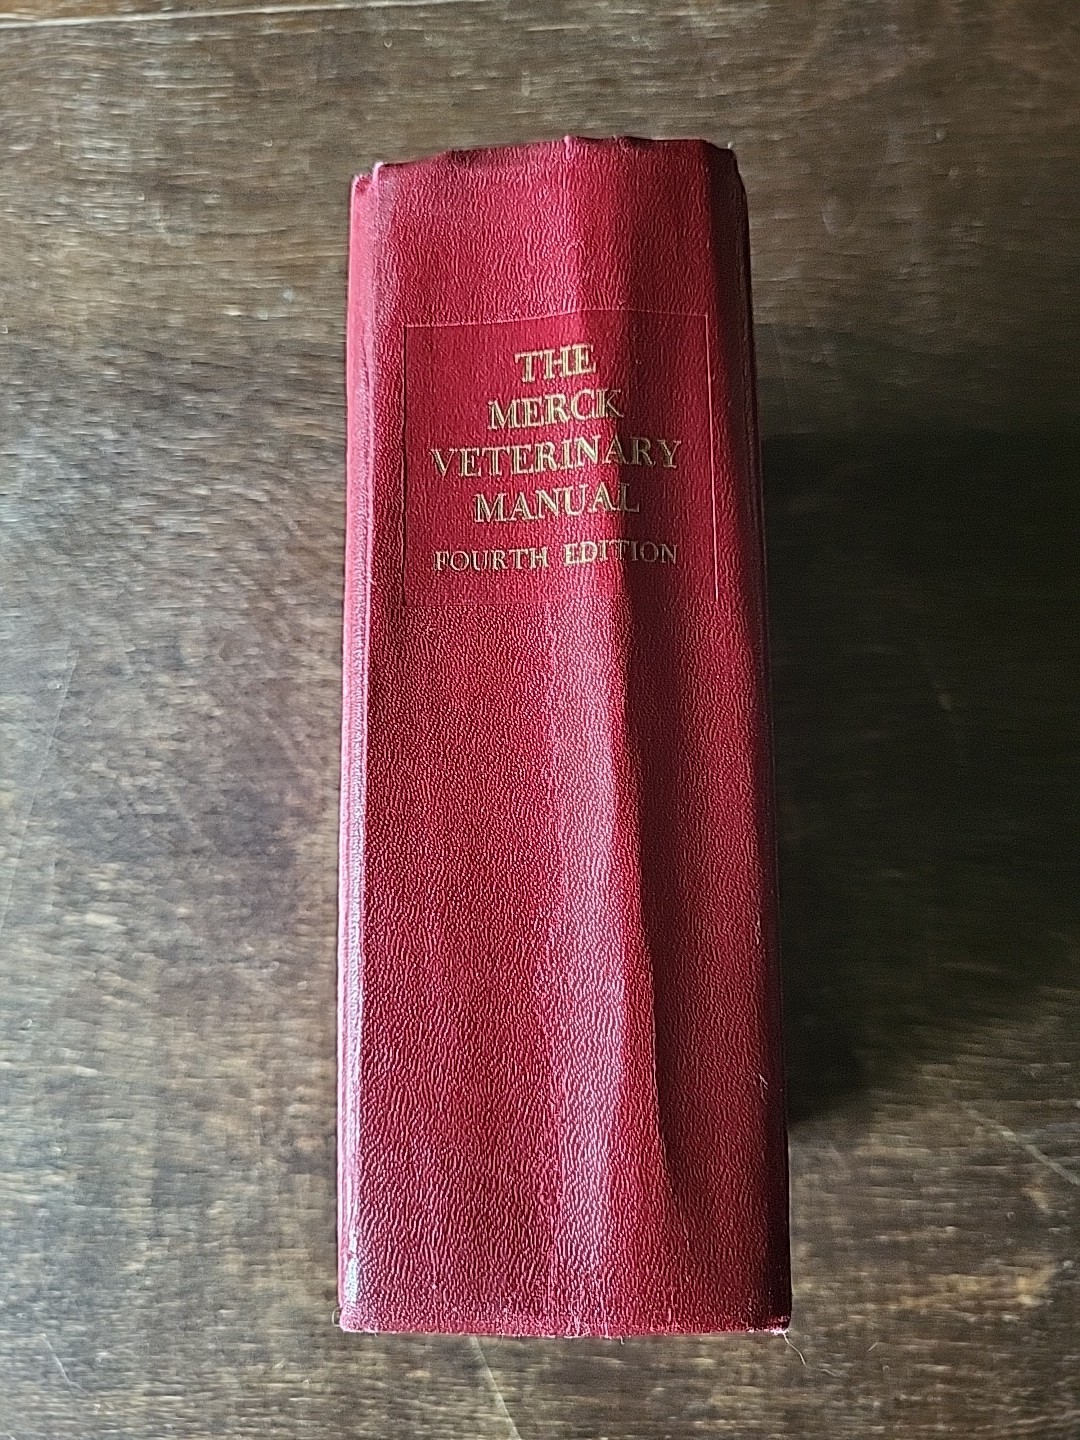 THE
MERCK
VETERINARY
MANUAL
FOURTH EDITION